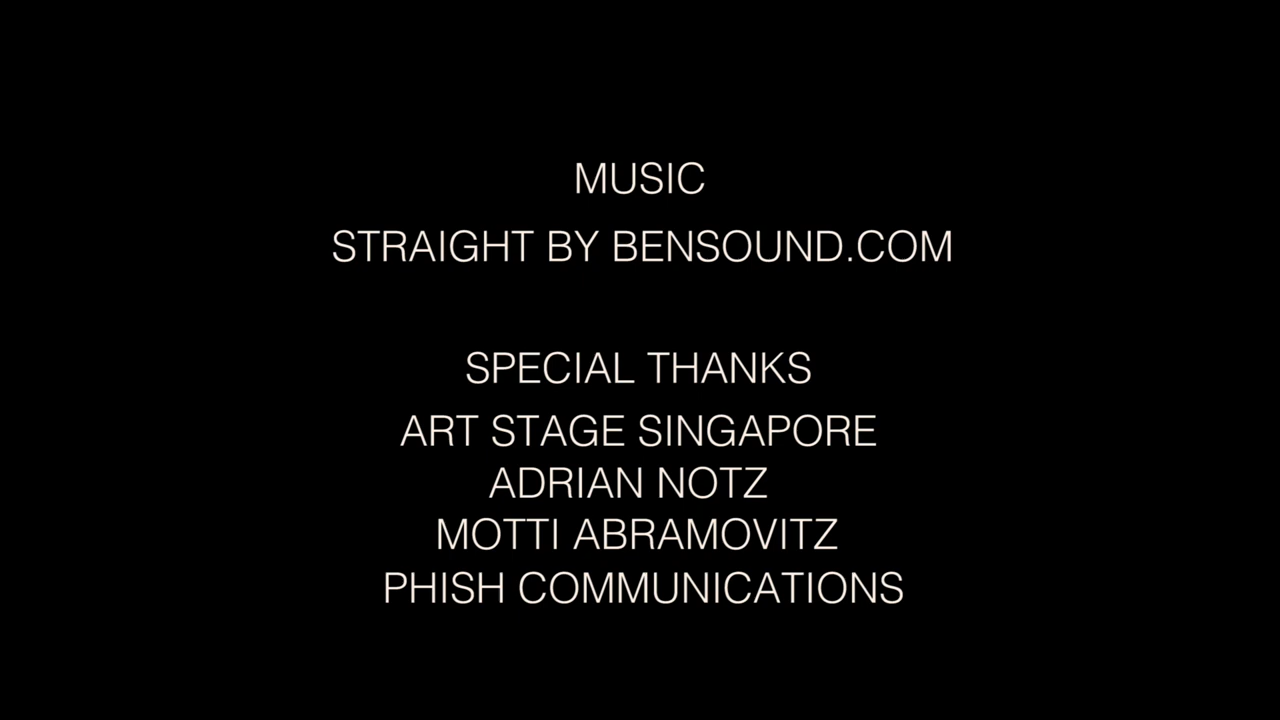 MUSIC
STRAIGHT BY BENSOUND.COM
SPECIAL THANKS
ART STAGE SINGAPORE
ADRIAN NOTZ
MOTTI ABRAMOVITZ
PHISH COMMUNICATIONS